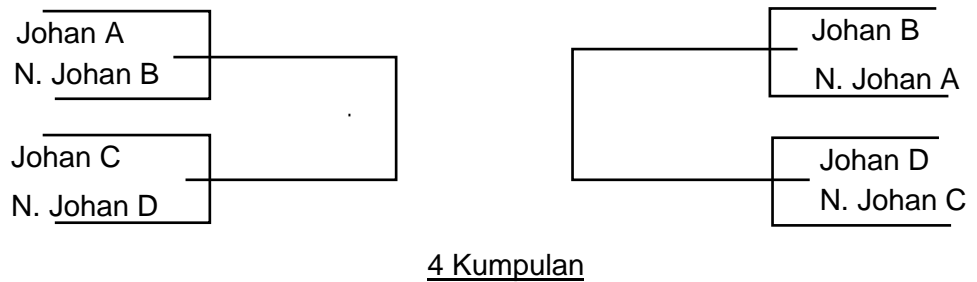 Johan A
N. Johan B
Johan C
N. Johan D
Johan B
N. Johan A
Johan D
N. Johan C
4 Kumpulan